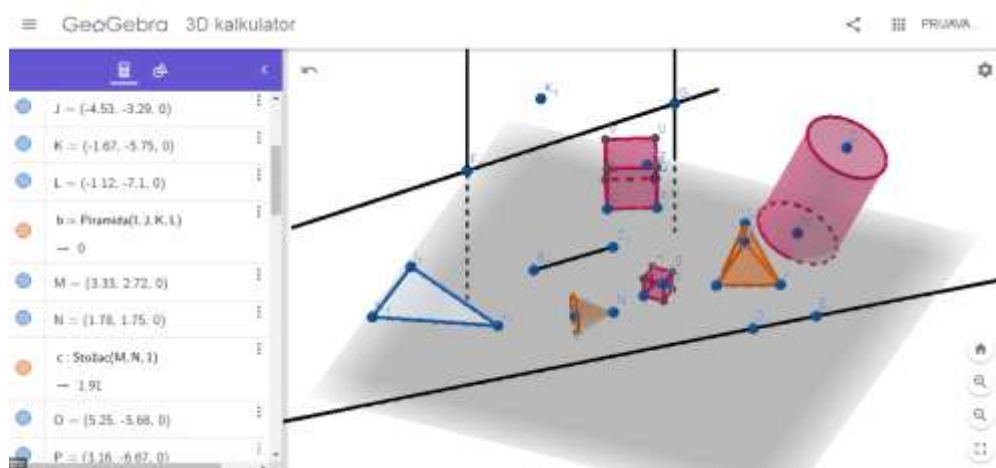 GeoGebra 3D kalkulator
PRIJAVA...
J = (-4.53, -3.29, 0)
K = (-1.67, -5.75, 0)
L = (-1.12, -7.1, 0)
b = Piramida(I, J, K, L)
→ 0
M = (3.33, 2.72, 0)
N = (1.78, 1.75, 0)
c : Stožac(M, N, 1)
→ 1.91
O = (5.25, -5.68, 0)
P = (3.16, -6.67, 0)
K₁
N